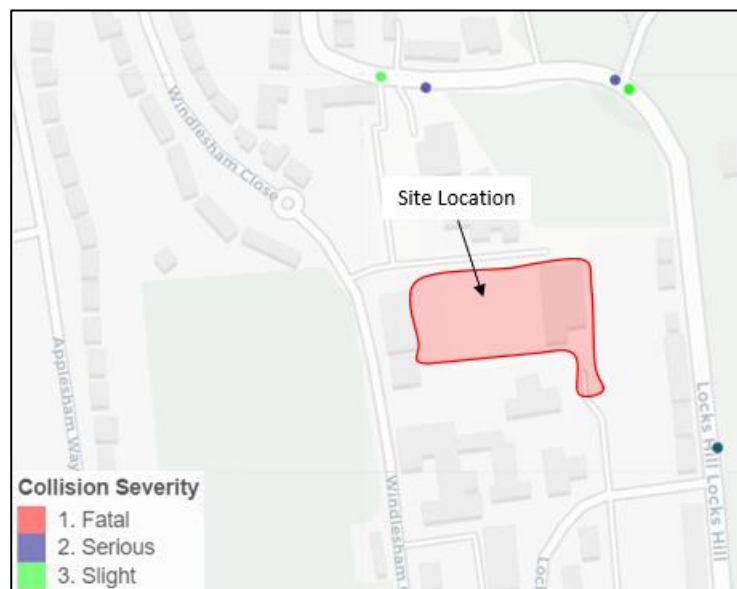 Windlesham Close
Site Location
Applesham Way
Locks Hill Locks Hill
Windlesham
Collision Severity
1. Fatal
2. Serious
3. Slight